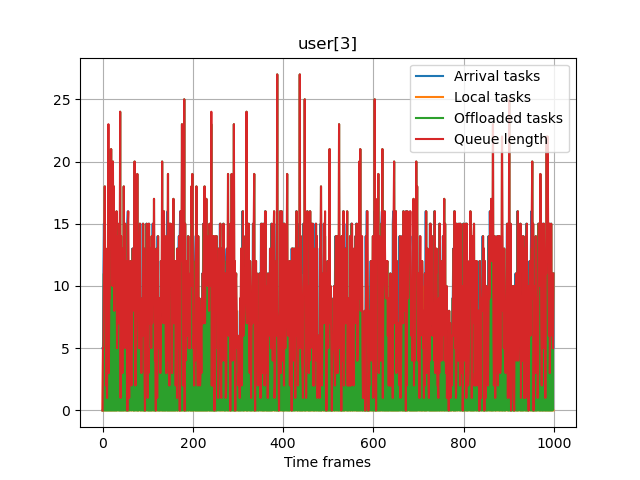 user[3]
Arrival tasks
Local tasks
Offloaded tasks
Queue length
25
20
15
10
5
0
0 200 400 600 800 1000
Time frames